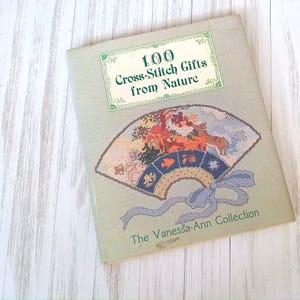 100
Cross-Stitch Gifts
from Nature
The Vanessa-Ann Collection